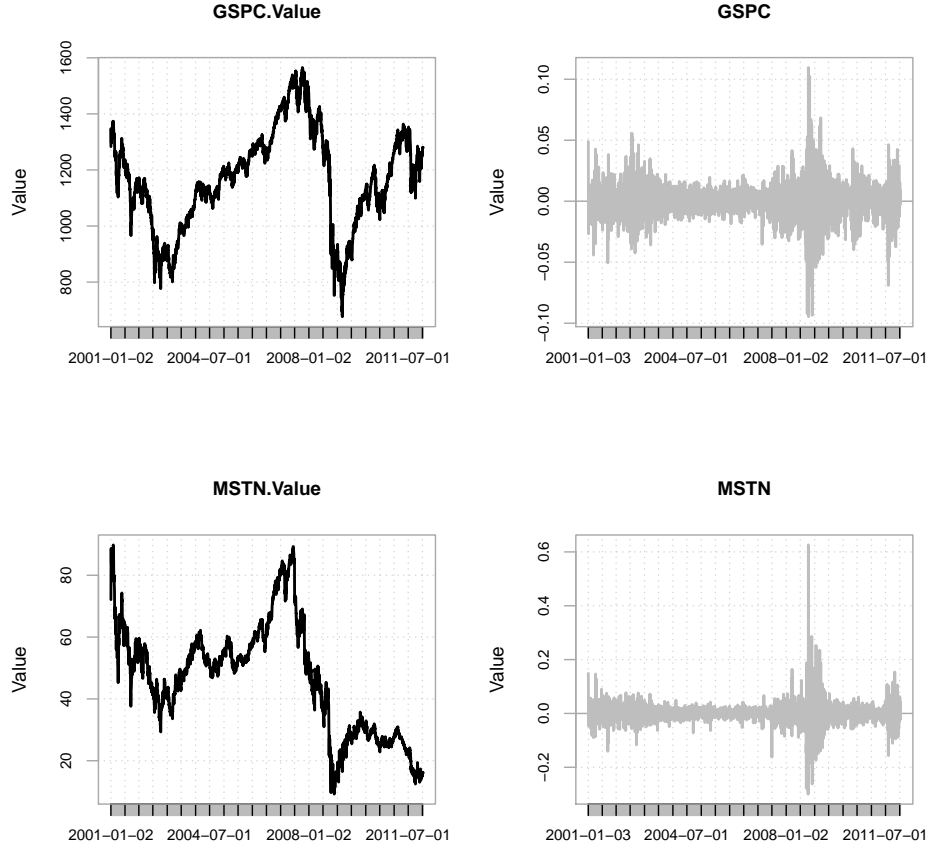 GSPC.Value
Value
800 1000 1200 1400 1600
2001−01−02 2004−07−01 2008−01−02 2011−07−01
GSPC
Value
−0.10 −0.05 0.00 0.05 0.10
2001−01−03 2004−07−01 2008−01−02 2011−07−01
MSTN.Value
Value
20 40 60 80
2001−01−02 2004−07−01 2008−01−02 2011−07−01
MSTN
Value
−0.2 0.0 0.2 0.4 0.6
2001−01−03 2004−07−01 2008−01−02 2011−07−01